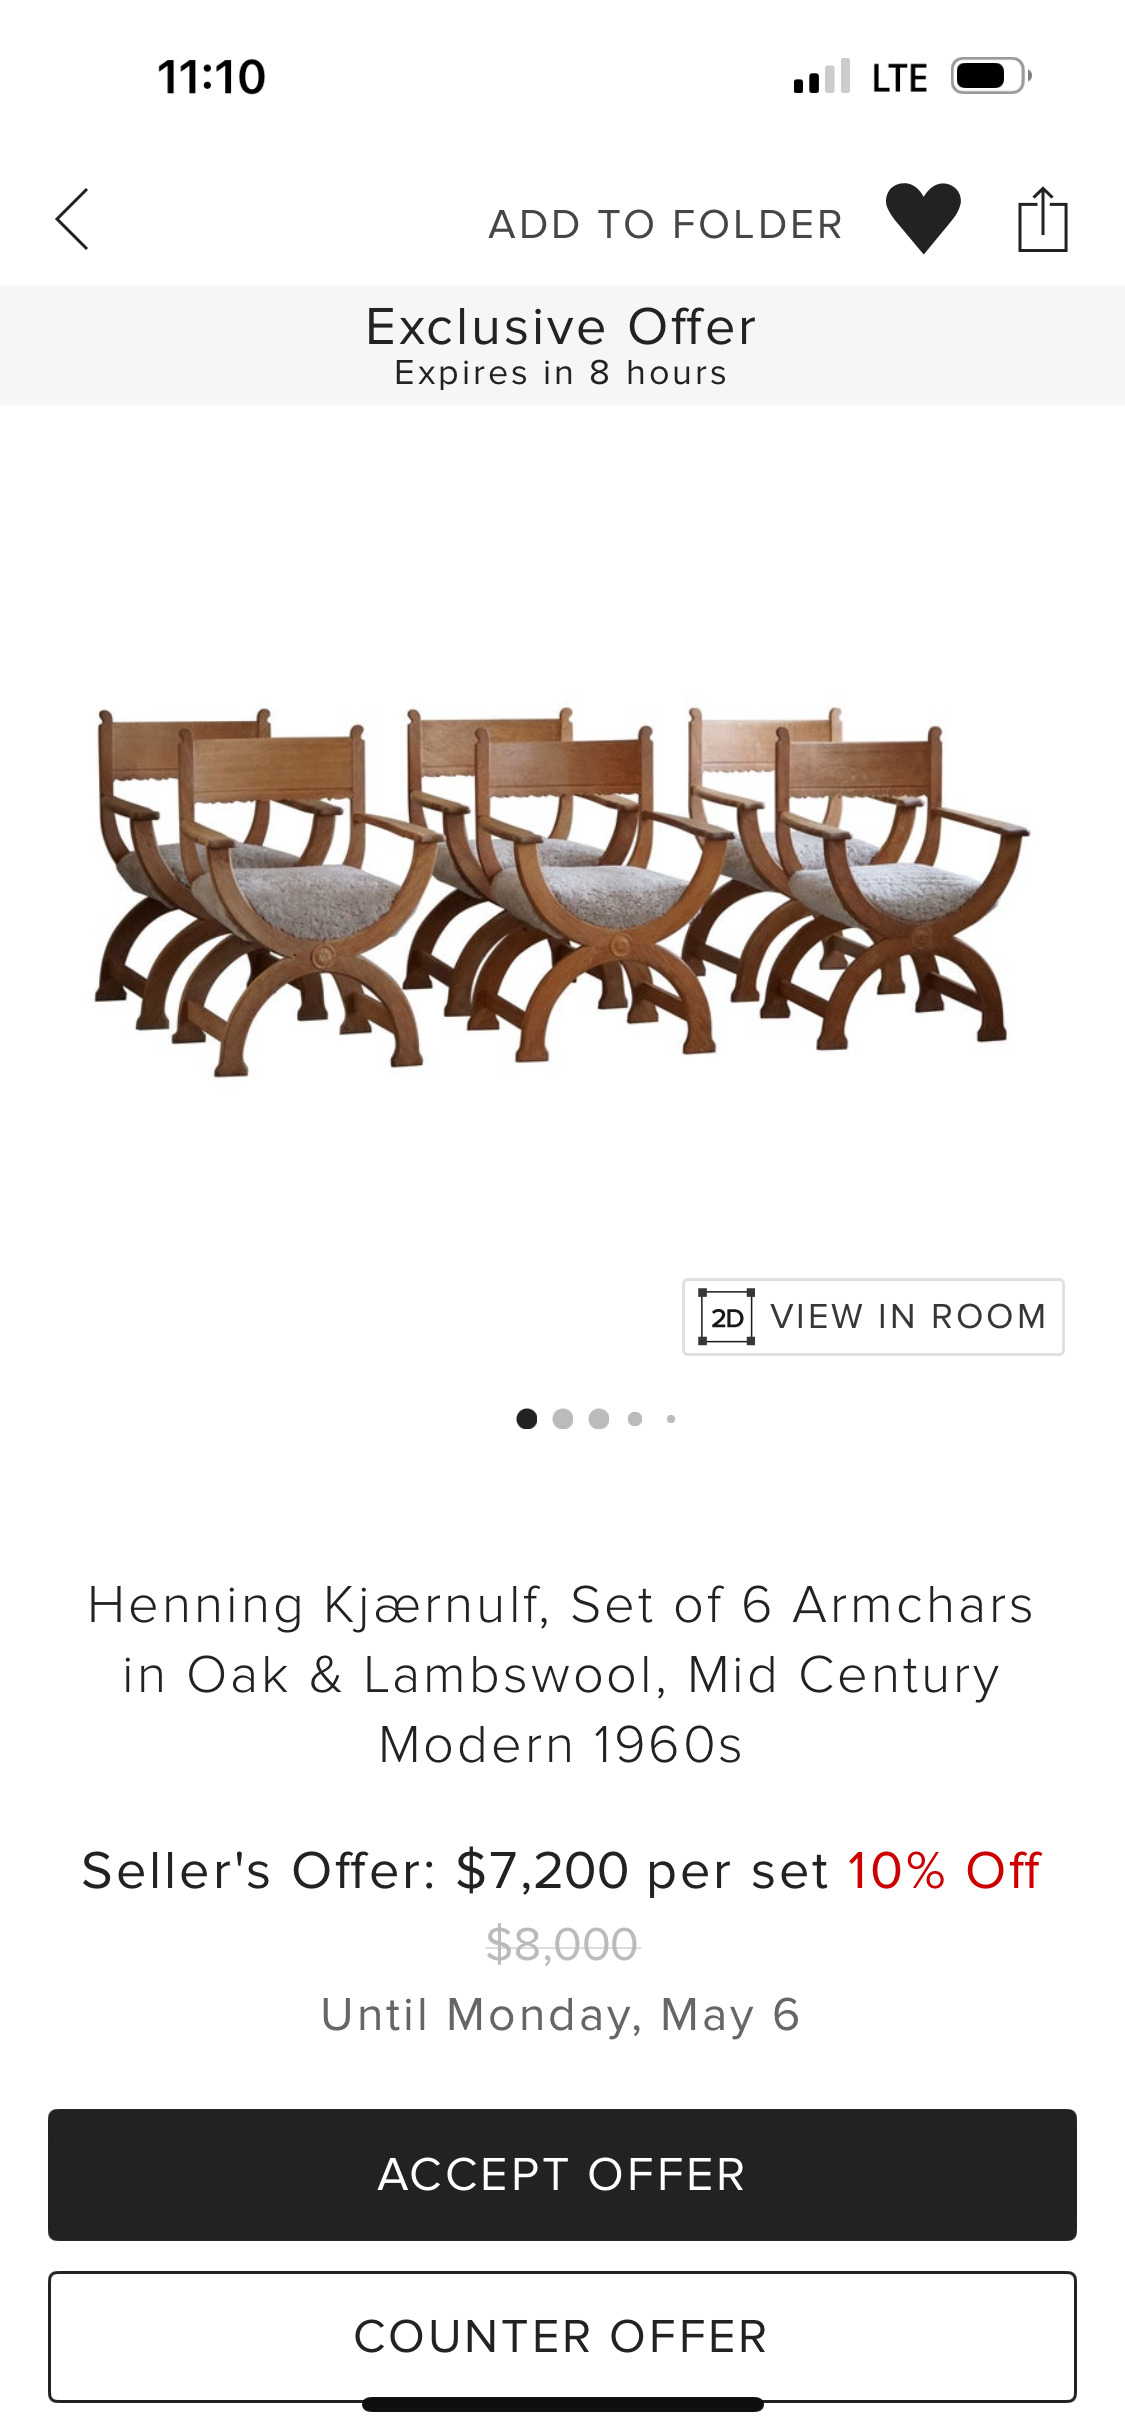 11:10
LTE
ADD TO FOLDER
Exclusive Offer
Expires in 8 hours
2D VIEW IN ROOM
Henning Kjærnulf, Set of 6 Armchars
in Oak & Lambswool, Mid Century
Modern 1960s
Seller's Offer: $7,200 per set 10% Off
$8,000
Until Monday, May 6
ACCEPT OFFER
COUNTER OFFER